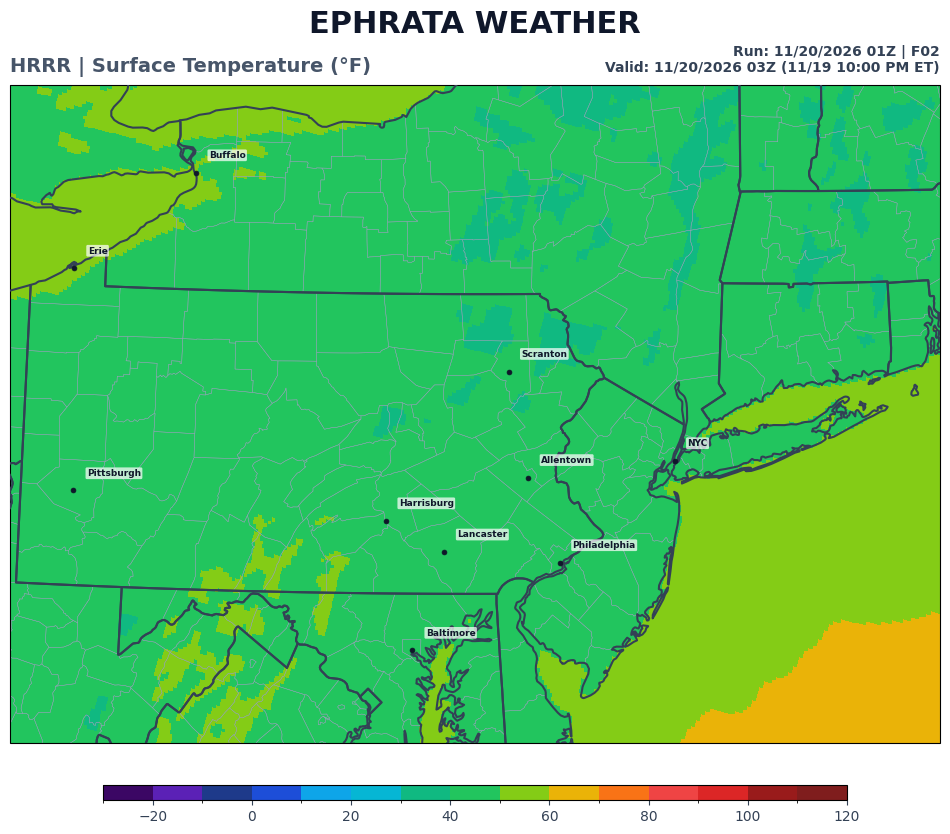 EPHRATA WEATHER
HRRR | Surface Temperature (°F)
Run: 11/20/2026 01Z | F02
Valid: 11/20/2026 03Z (11/19 10:00 PM ET)
Buffalo
Erie
Scranton
NYC
Allentown
Pittsburgh
Harrisburg
Lancaster
Philadelphia
Baltimore
−20 0 20 40 60 80 100 120